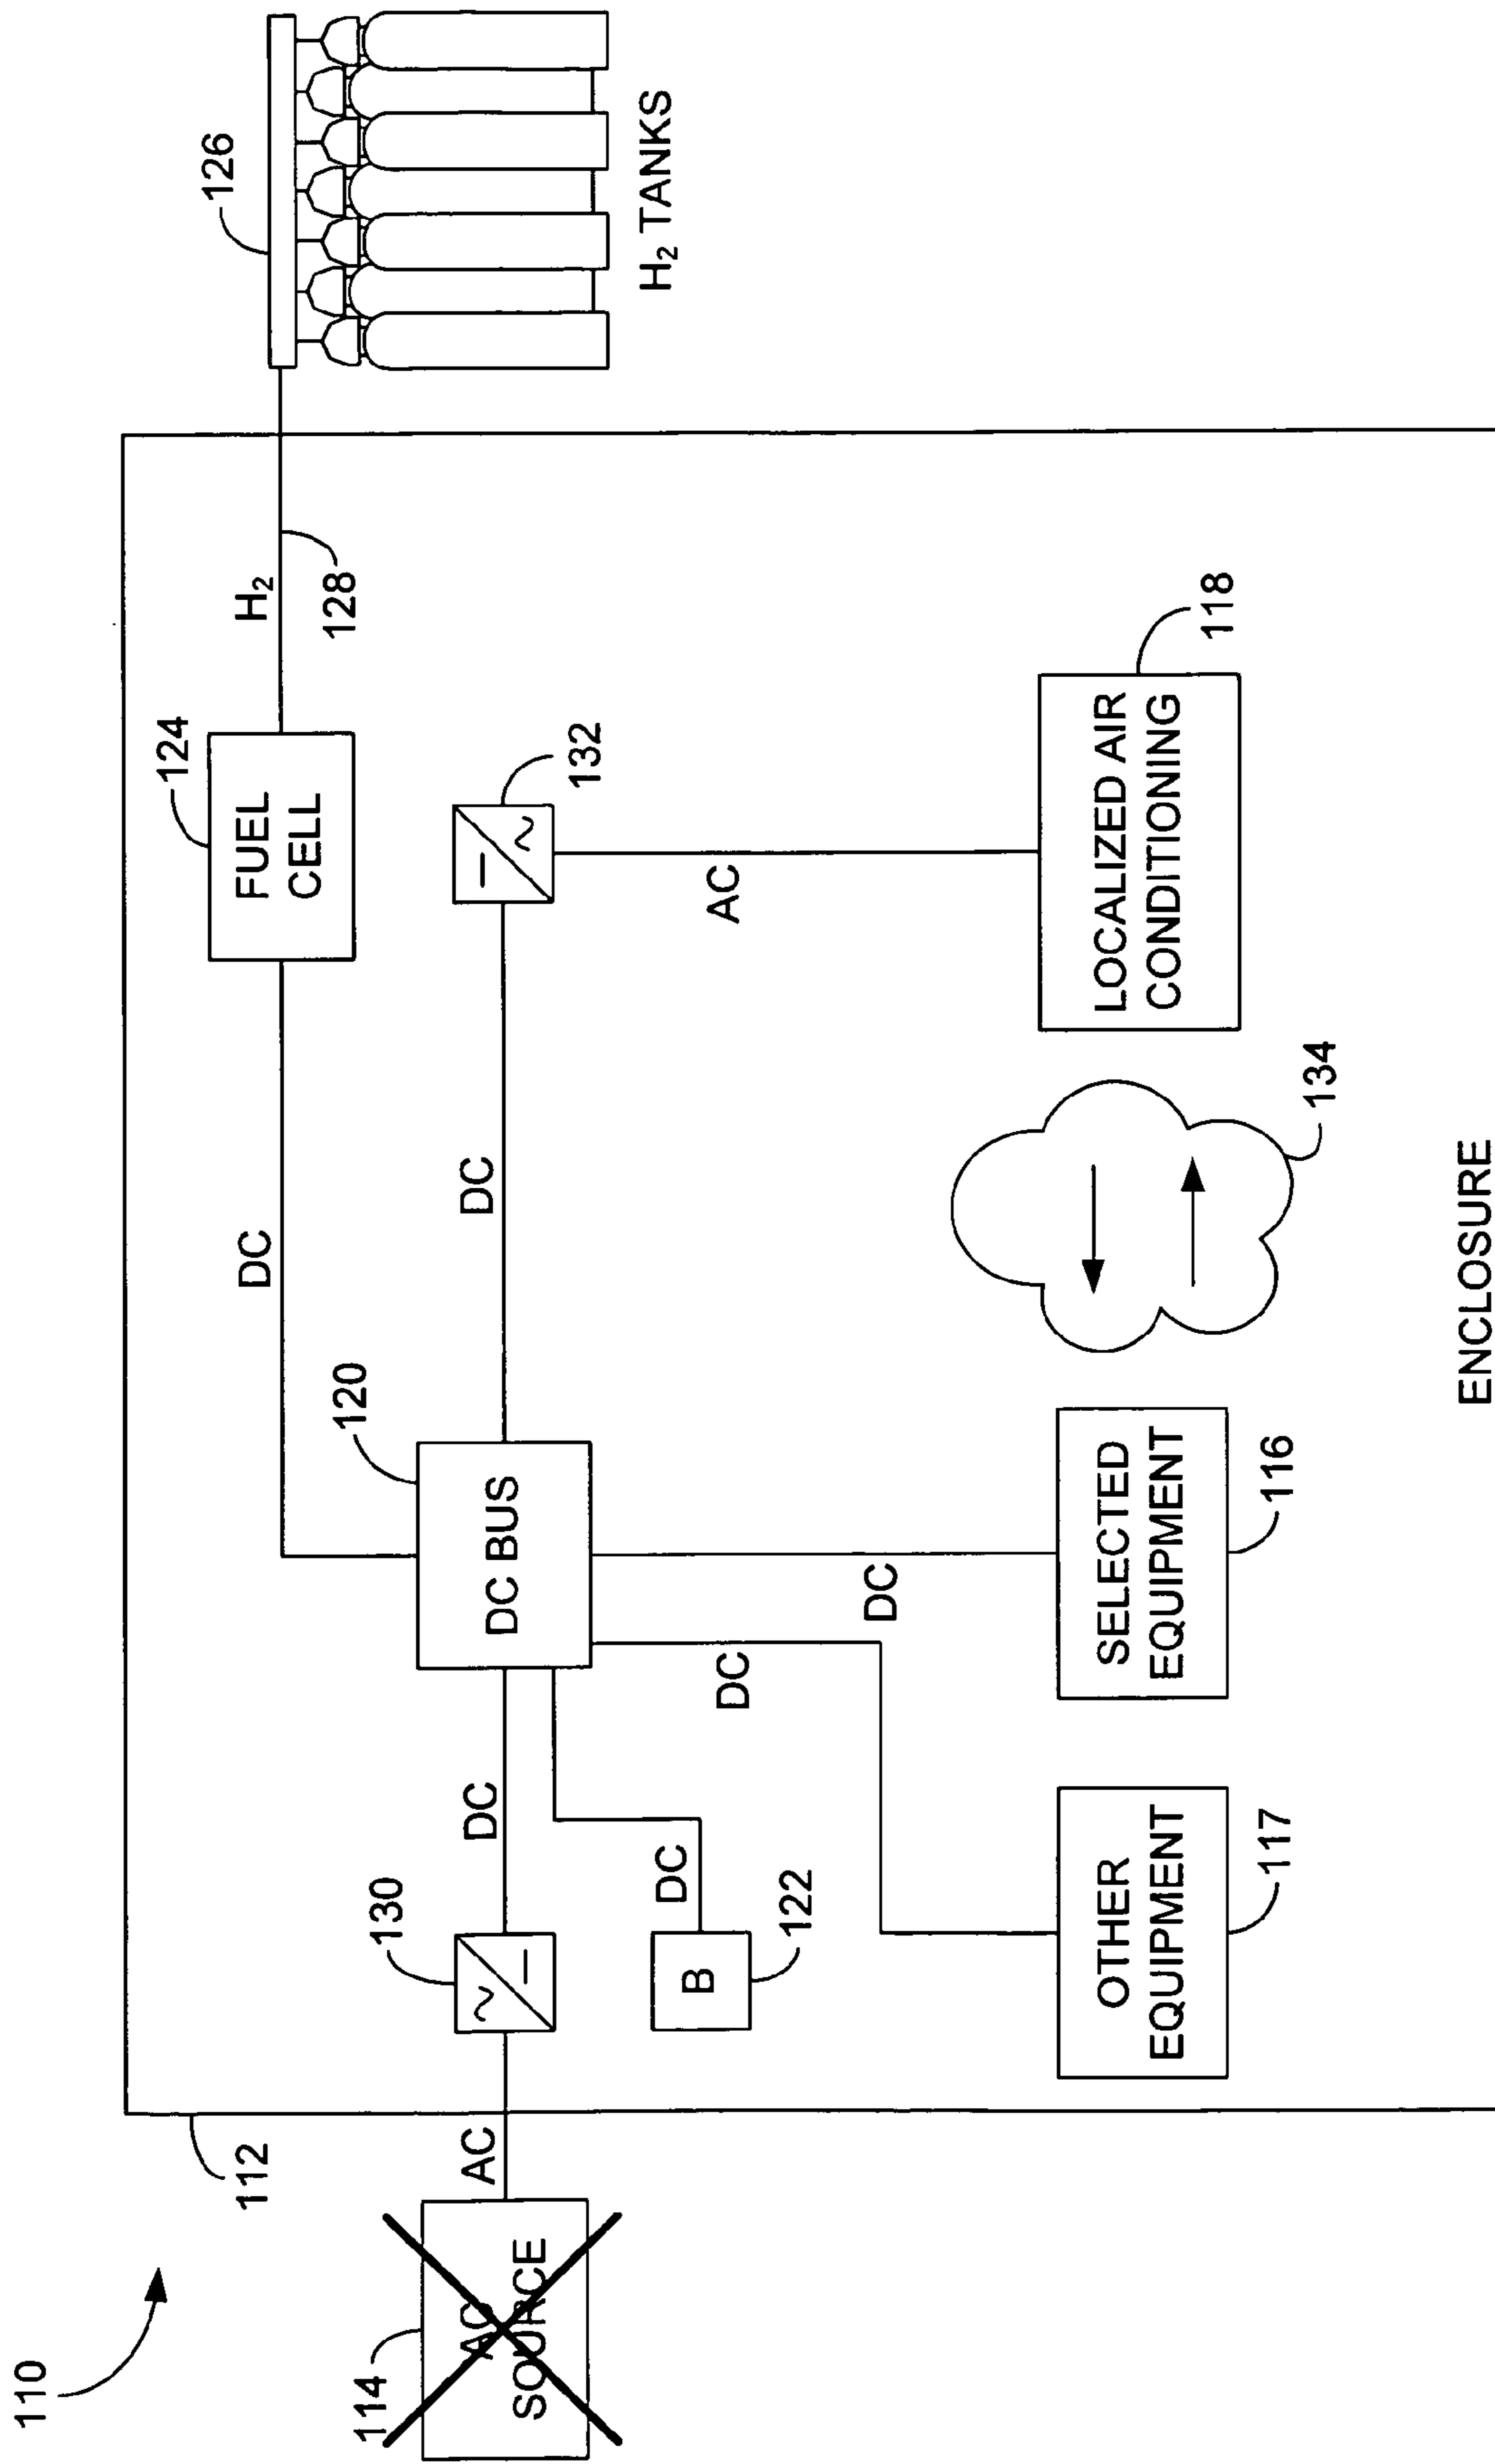 110
112
114
AC
SOURCE
AC
130
DC
B
122
DC
DC BUS
120
DC
DC
FUEL
CELL
124
H₂
128
126
H₂ TANKS
132
AC
LOCALIZED AIR
CONDITIONING
118
134
DC
SELECTED
EQUIPMENT
116
DC
OTHER
EQUIPMENT
117
ENCLOSURE